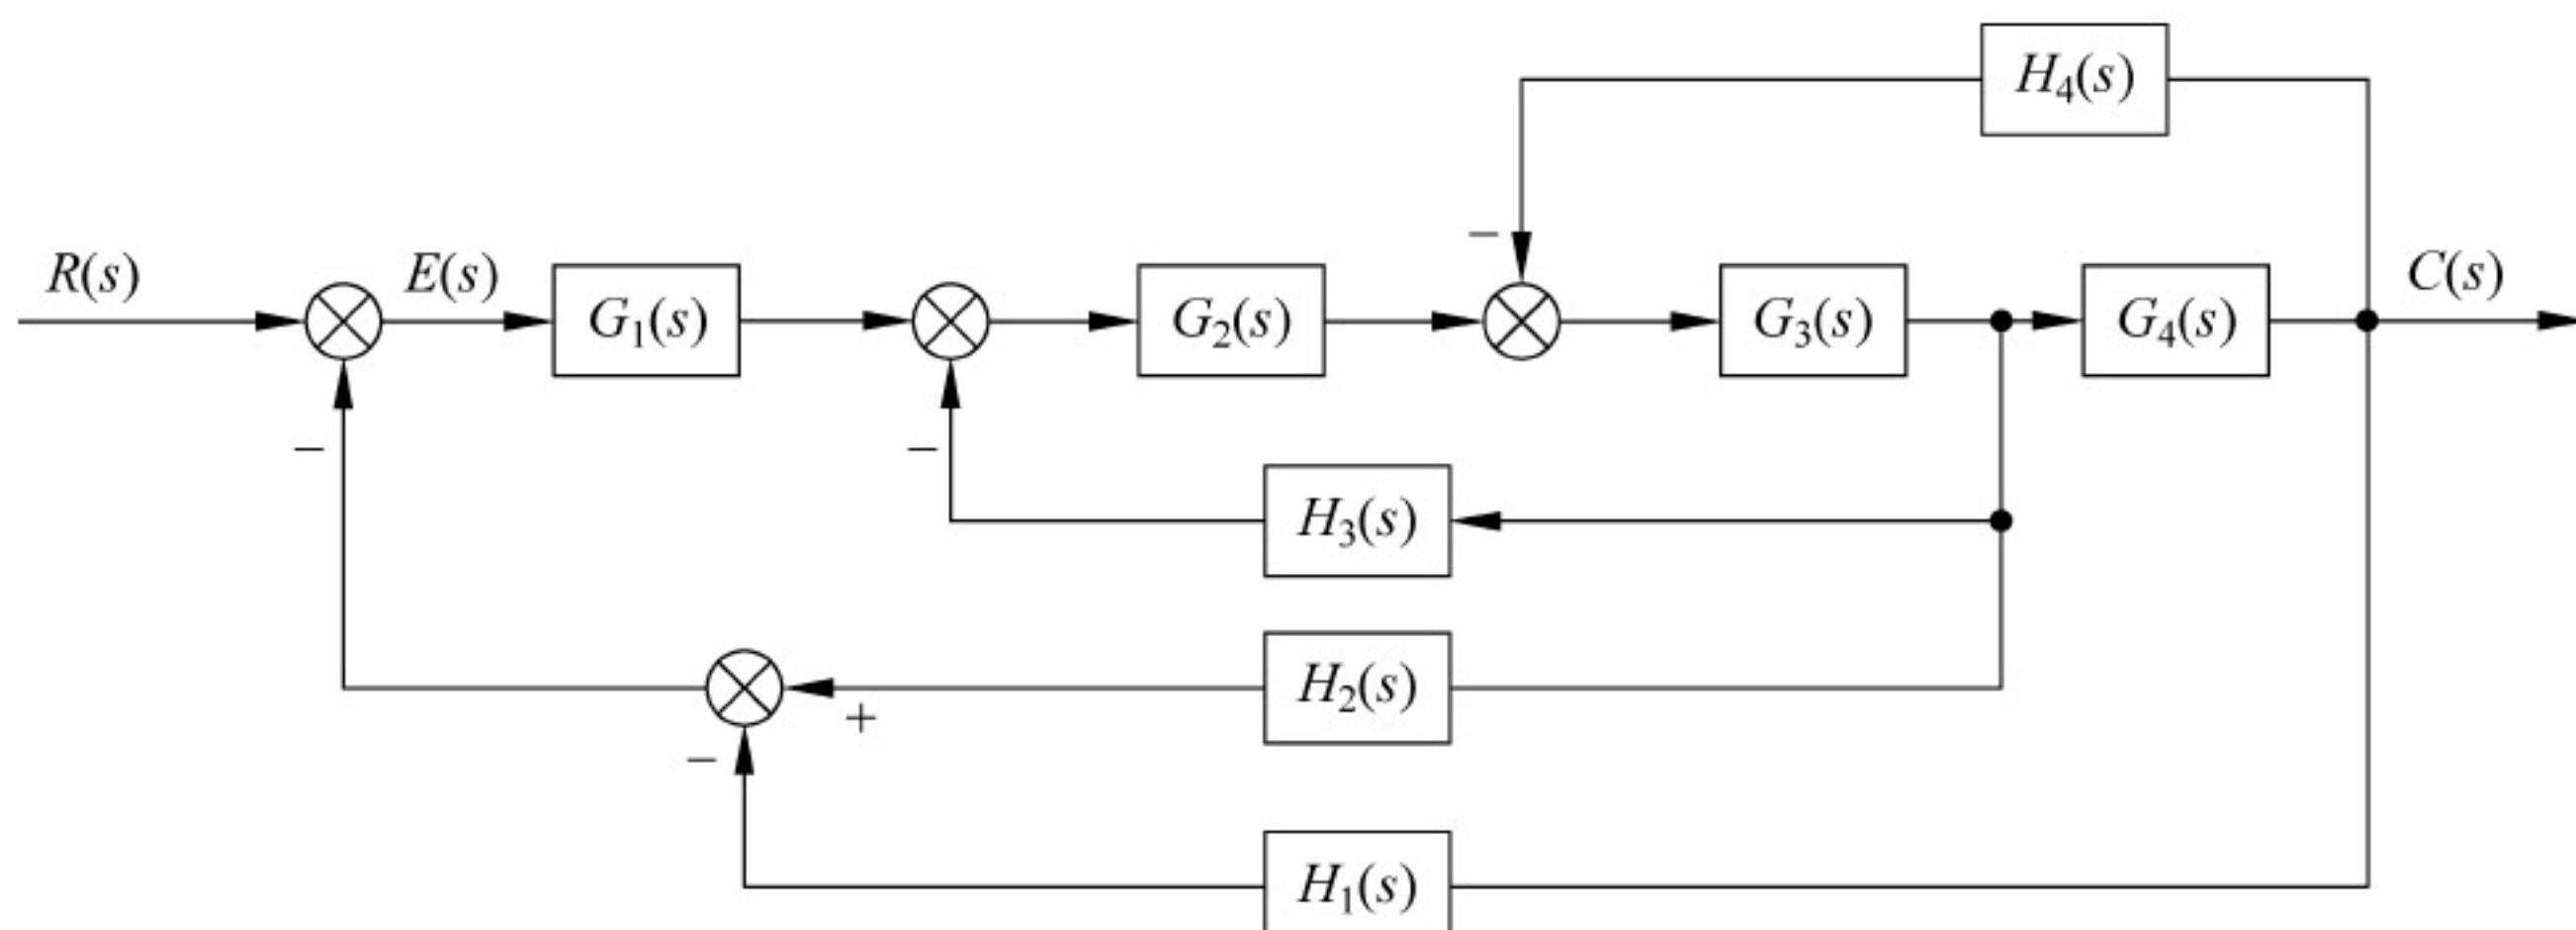 H₄(s)
−
R(s) E(s) G₁(s) G₂(s) G₃(s) G₄(s) C(s)
− −
H₃(s)
H₂(s)
+
−
H₁(s)